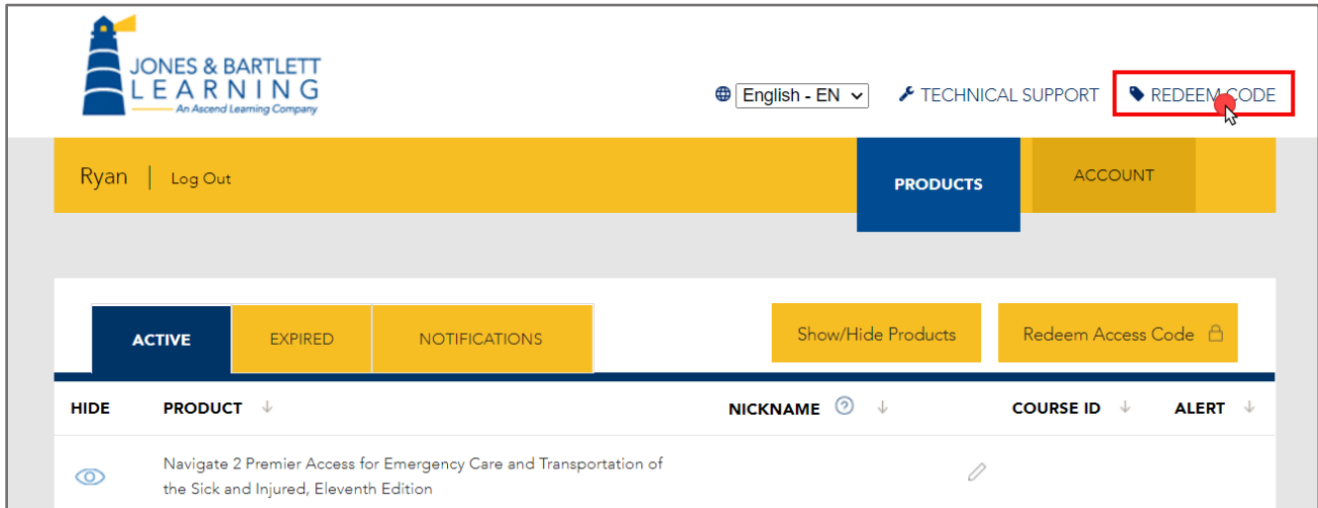 JONES & BARTLETT
LEARNING
An Ascend Learning Company
English - EN
TECHNICAL SUPPORT
REDEEM CODE
Ryan | Log Out
PRODUCTS
ACCOUNT
ACTIVE
EXPIRED
NOTIFICATIONS
Show/Hide Products
Redeem Access Code
HIDE
PRODUCT
NICKNAME ?
COURSE ID
ALERT
Navigate 2 Premier Access for Emergency Care and Transportation of
the Sick and Injured, Eleventh Edition